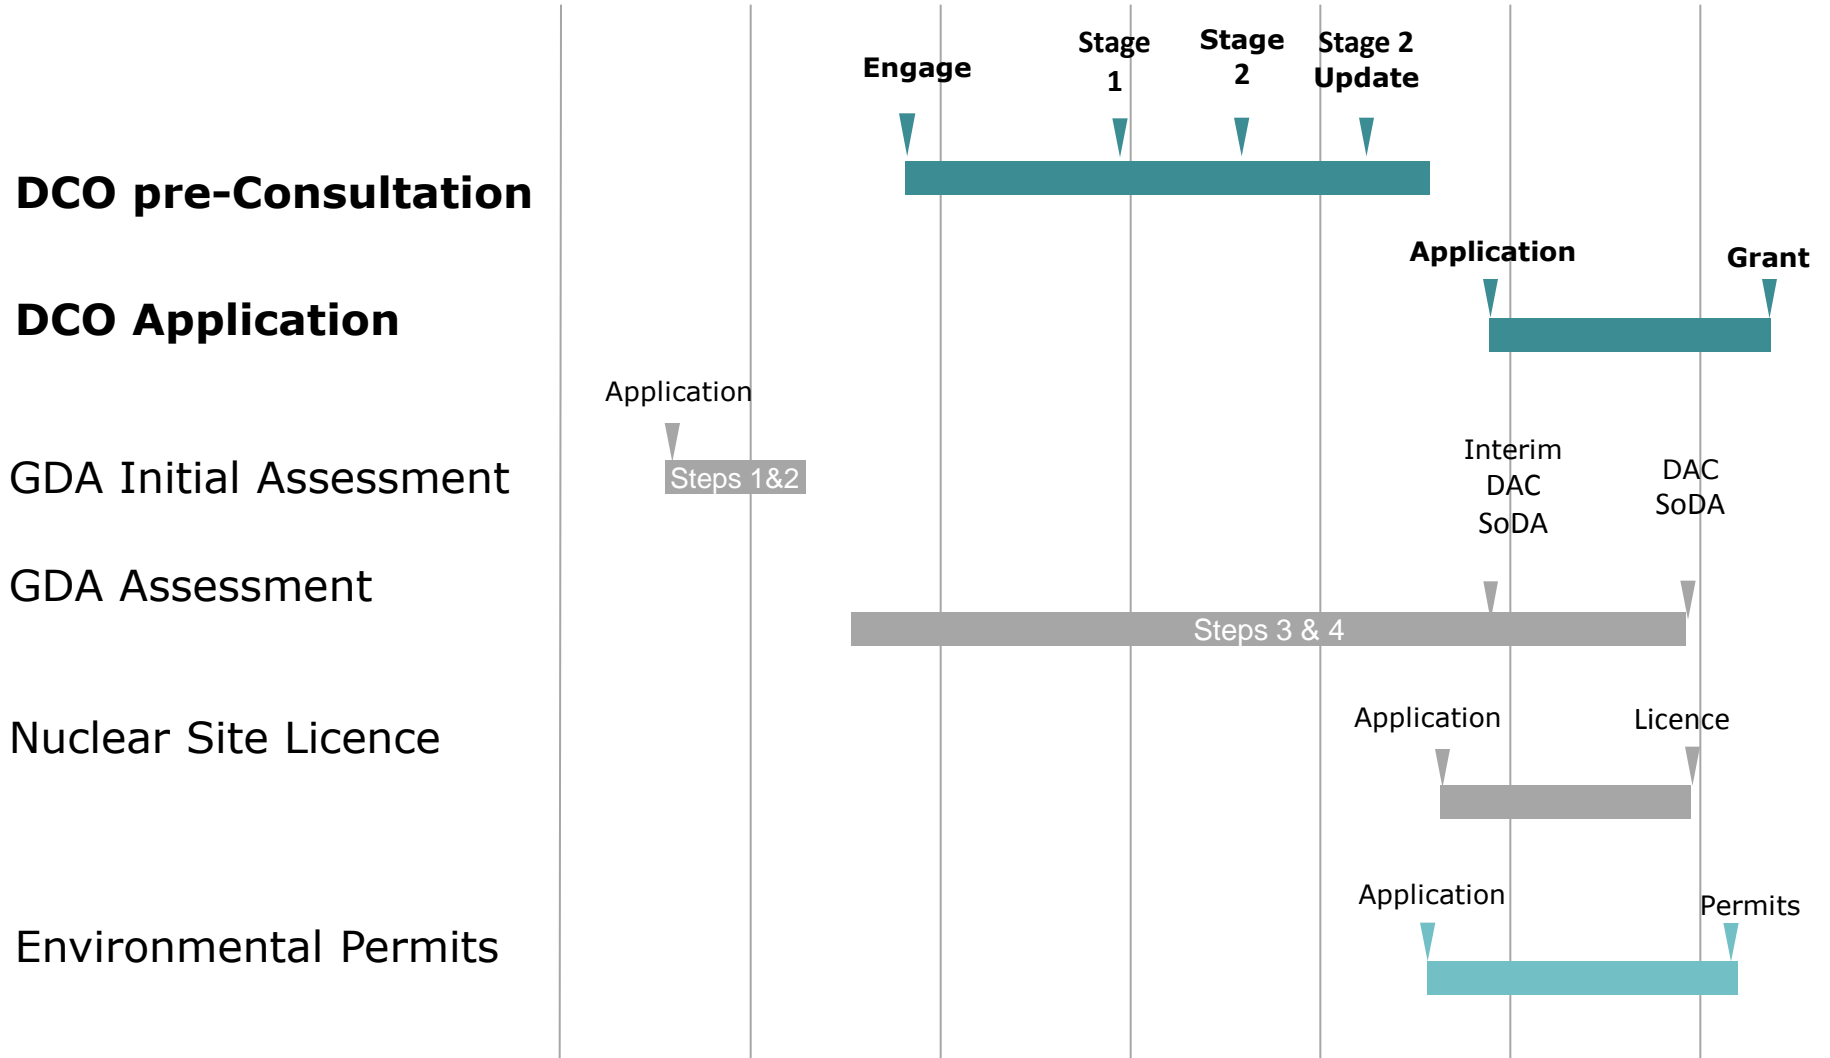 Engage
Stage
1
Stage
2
Stage 2
Update
DCO pre-Consultation
Application
Grant
DCO Application
Application
GDA Initial Assessment
Steps 1&2
Interim
DAC
SoDA
DAC
SoDA
GDA Assessment
Steps 3 & 4
Nuclear Site Licence
Application
Licence
Environmental Permits
Application
Permits